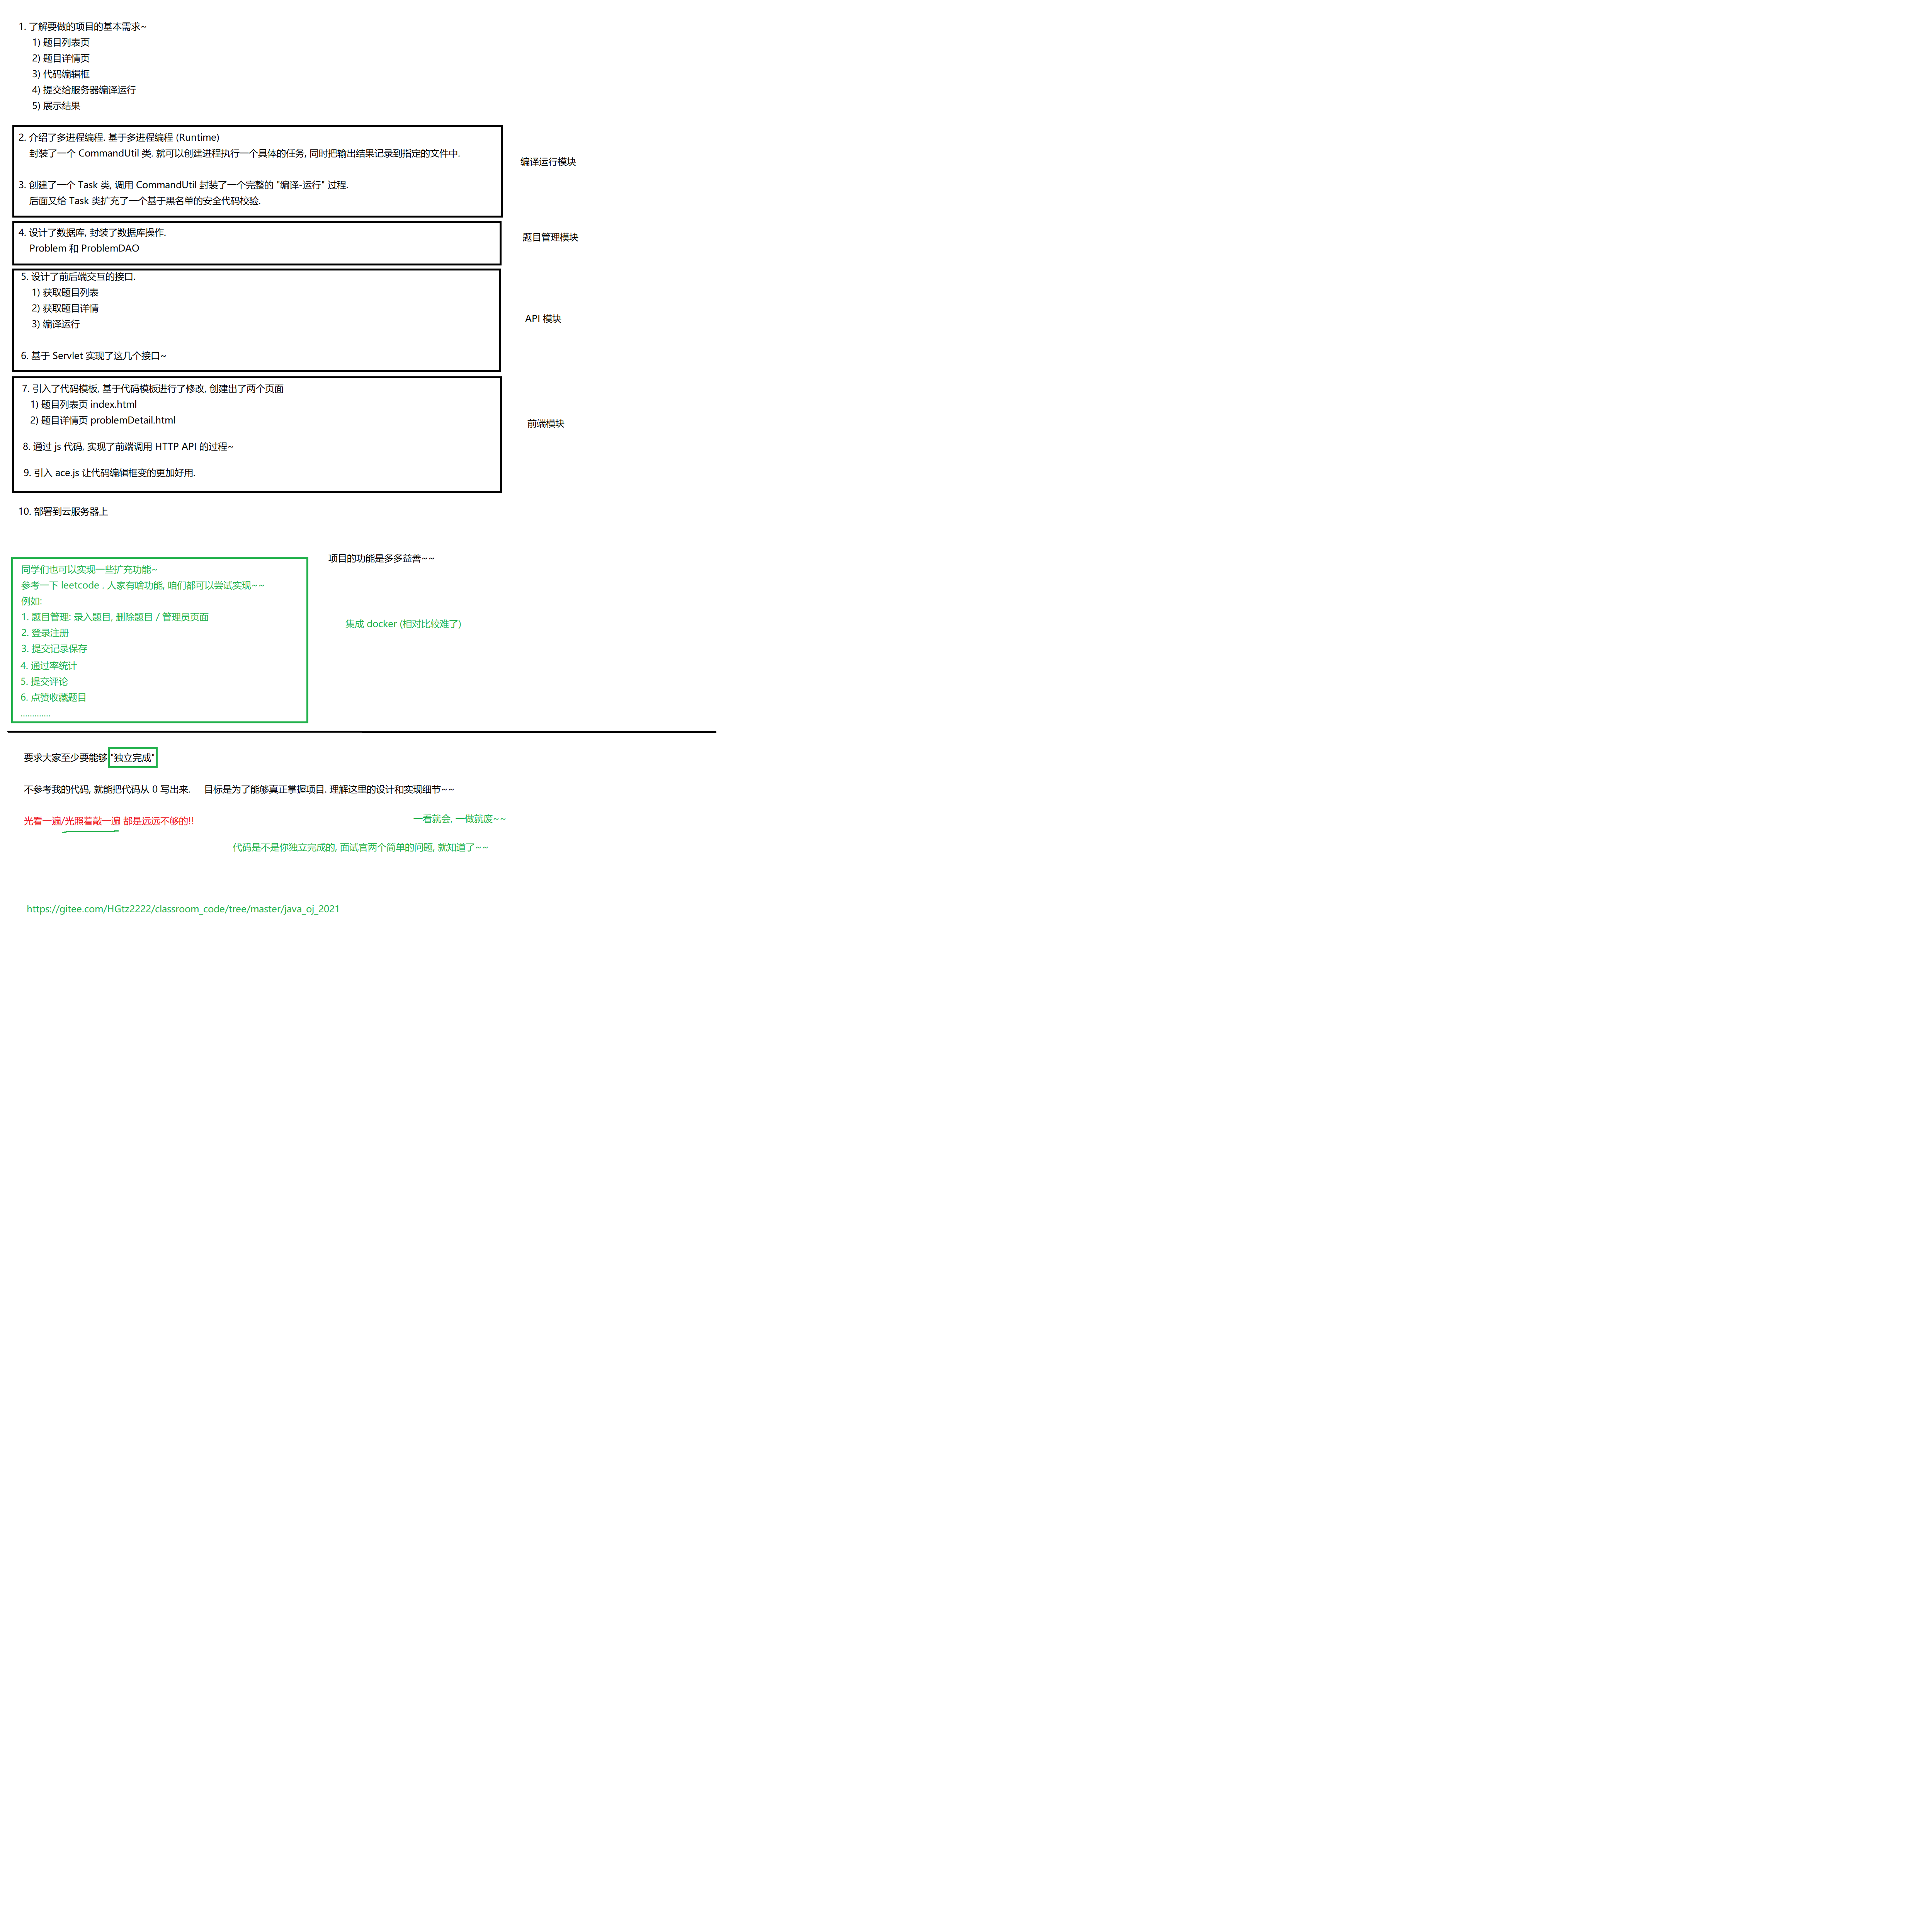 1. 了解要做的项目的基本需求~
1) 题目列表页
2) 题目详情页
3) 代码编辑框
4) 提交给服务器编译运行
5) 展示结果
2. 介绍了多进程编程. 基于多进程编程 (Runtime)
封装了一个 CommandUtil 类. 就可以创建进程执行一个具体的任务, 同时把输出结果记录到指定的文件中.
编译运行模块
3. 创建了一个 Task 类, 调用 CommandUtil 封装了一个完整的 "编译-运行" 过程.
后面又给 Task 类扩充了一个基于黑名单的安全代码校验.
4. 设计了数据库, 封装了数据库操作.
Problem 和 ProblemDAO
题目管理模块
5. 设计了前后端交互的接口.
1) 获取题目列表
2) 获取题目详情
3) 编译运行
API 模块
6. 基于 Servlet 实现了这几个接口~
7. 引入了代码模板, 基于代码模板进行了修改, 创建出了两个页面
1) 题目列表页 index.html
2) 题目详情页 problemDetail.html
前端模块
8. 通过 js 代码, 实现了前端调用 HTTP API 的过程~
9. 引入 ace.js 让代码编辑框变的更加好用.
10. 部署到云服务器上
项目的功能是多多益善~~
同学们也可以实现一些扩充功能~
参考一下 leetcode . 人家有啥功能, 咱们都可以尝试实现~~
例如:
1. 题目管理: 录入题目, 删除题目 / 管理员页面
集成 docker (相对比较难了)
2. 登录注册
3. 提交记录保存
4. 通过率统计
5. 提交评论
6. 点赞收藏题目
.............
要求大家至少要能够 "独立完成"
不参考我的代码, 就能把代码从 0 写出来. 目标是为了能够真正掌握项目. 理解这里的设计和实现细节~~
光看一遍/光照着敲一遍 都是远远不够的!!
一看就会, 一做就废~~
代码是不是你独立完成的, 面试官两个简单的问题, 就知道了~~
https://gitee.com/HGtz2222/classroom_code/tree/master/java_oj_2021